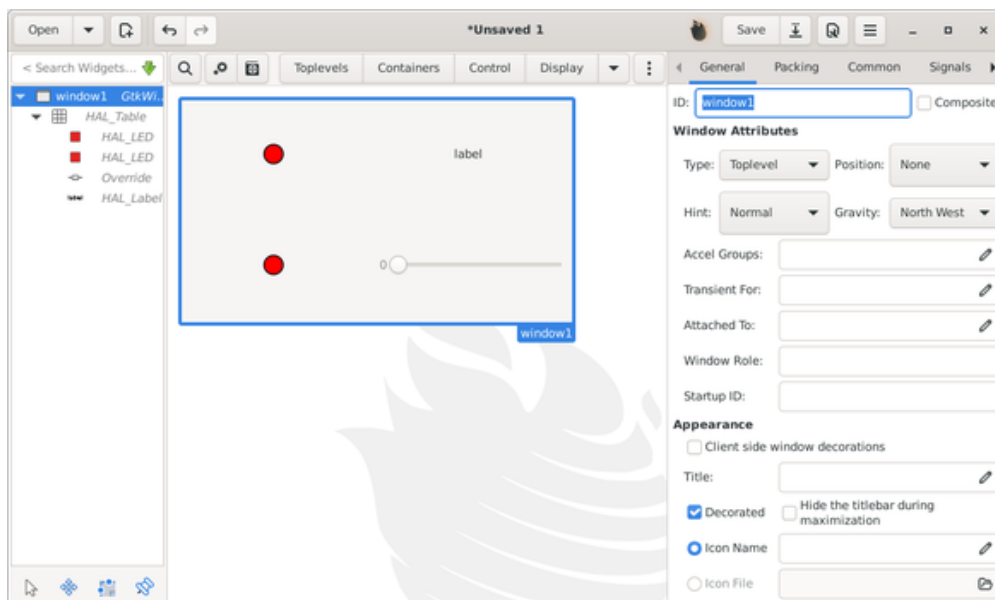 Open *Unsaved 1 Save
< Search Widgets... Toplevels Containers Control Display General Packing Common Signals
window1 GtkWi..
HAL_Table
HAL_LED
HAL_LED
Override
HAL_Label
label
0
window1
ID: window1 Composite
Window Attributes
Type: Toplevel Position: None
Hint: Normal Gravity: North West
Accel Groups:
Transient For:
Attached To:
Window Role:
Startup ID:
Appearance
Client side window decorations
Title:
Decorated Hide the titlebar during
maximization
Icon Name
Icon File